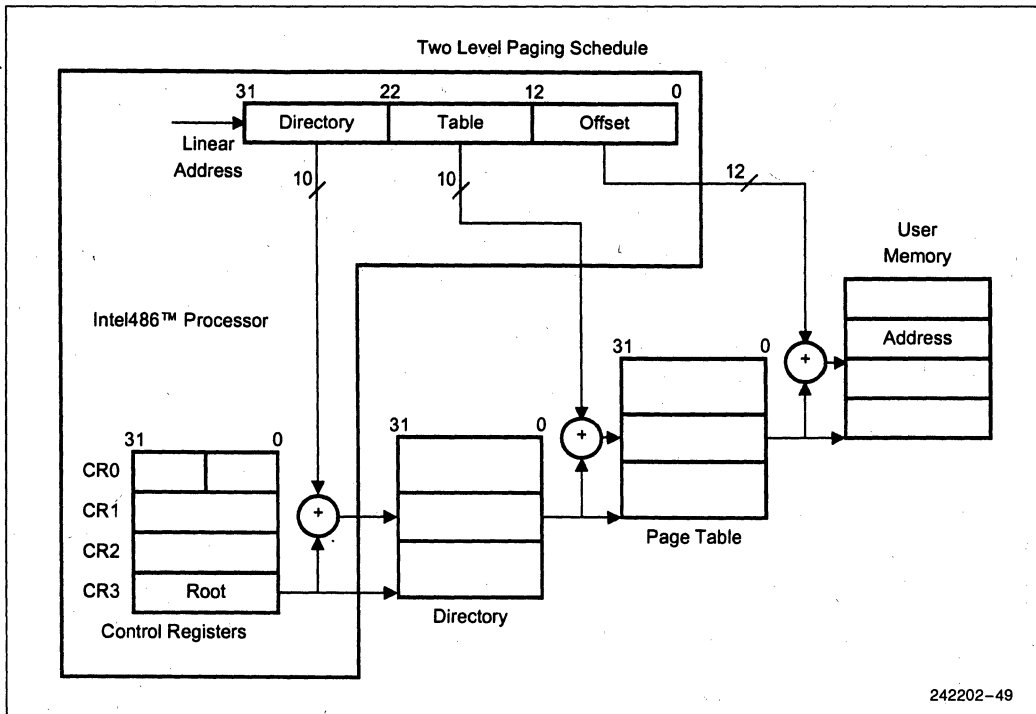 Two Level Paging Schedule
31 22 12 0
Directory Table Offset
Linear
Address
10 10 12
User
Memory
Intel486™ Processor
Address
+
31 0
+
31 0
31 0
CR0
CR1
+
Page Table
CR2
CR3 Root
Directory
Control Registers
242202-49